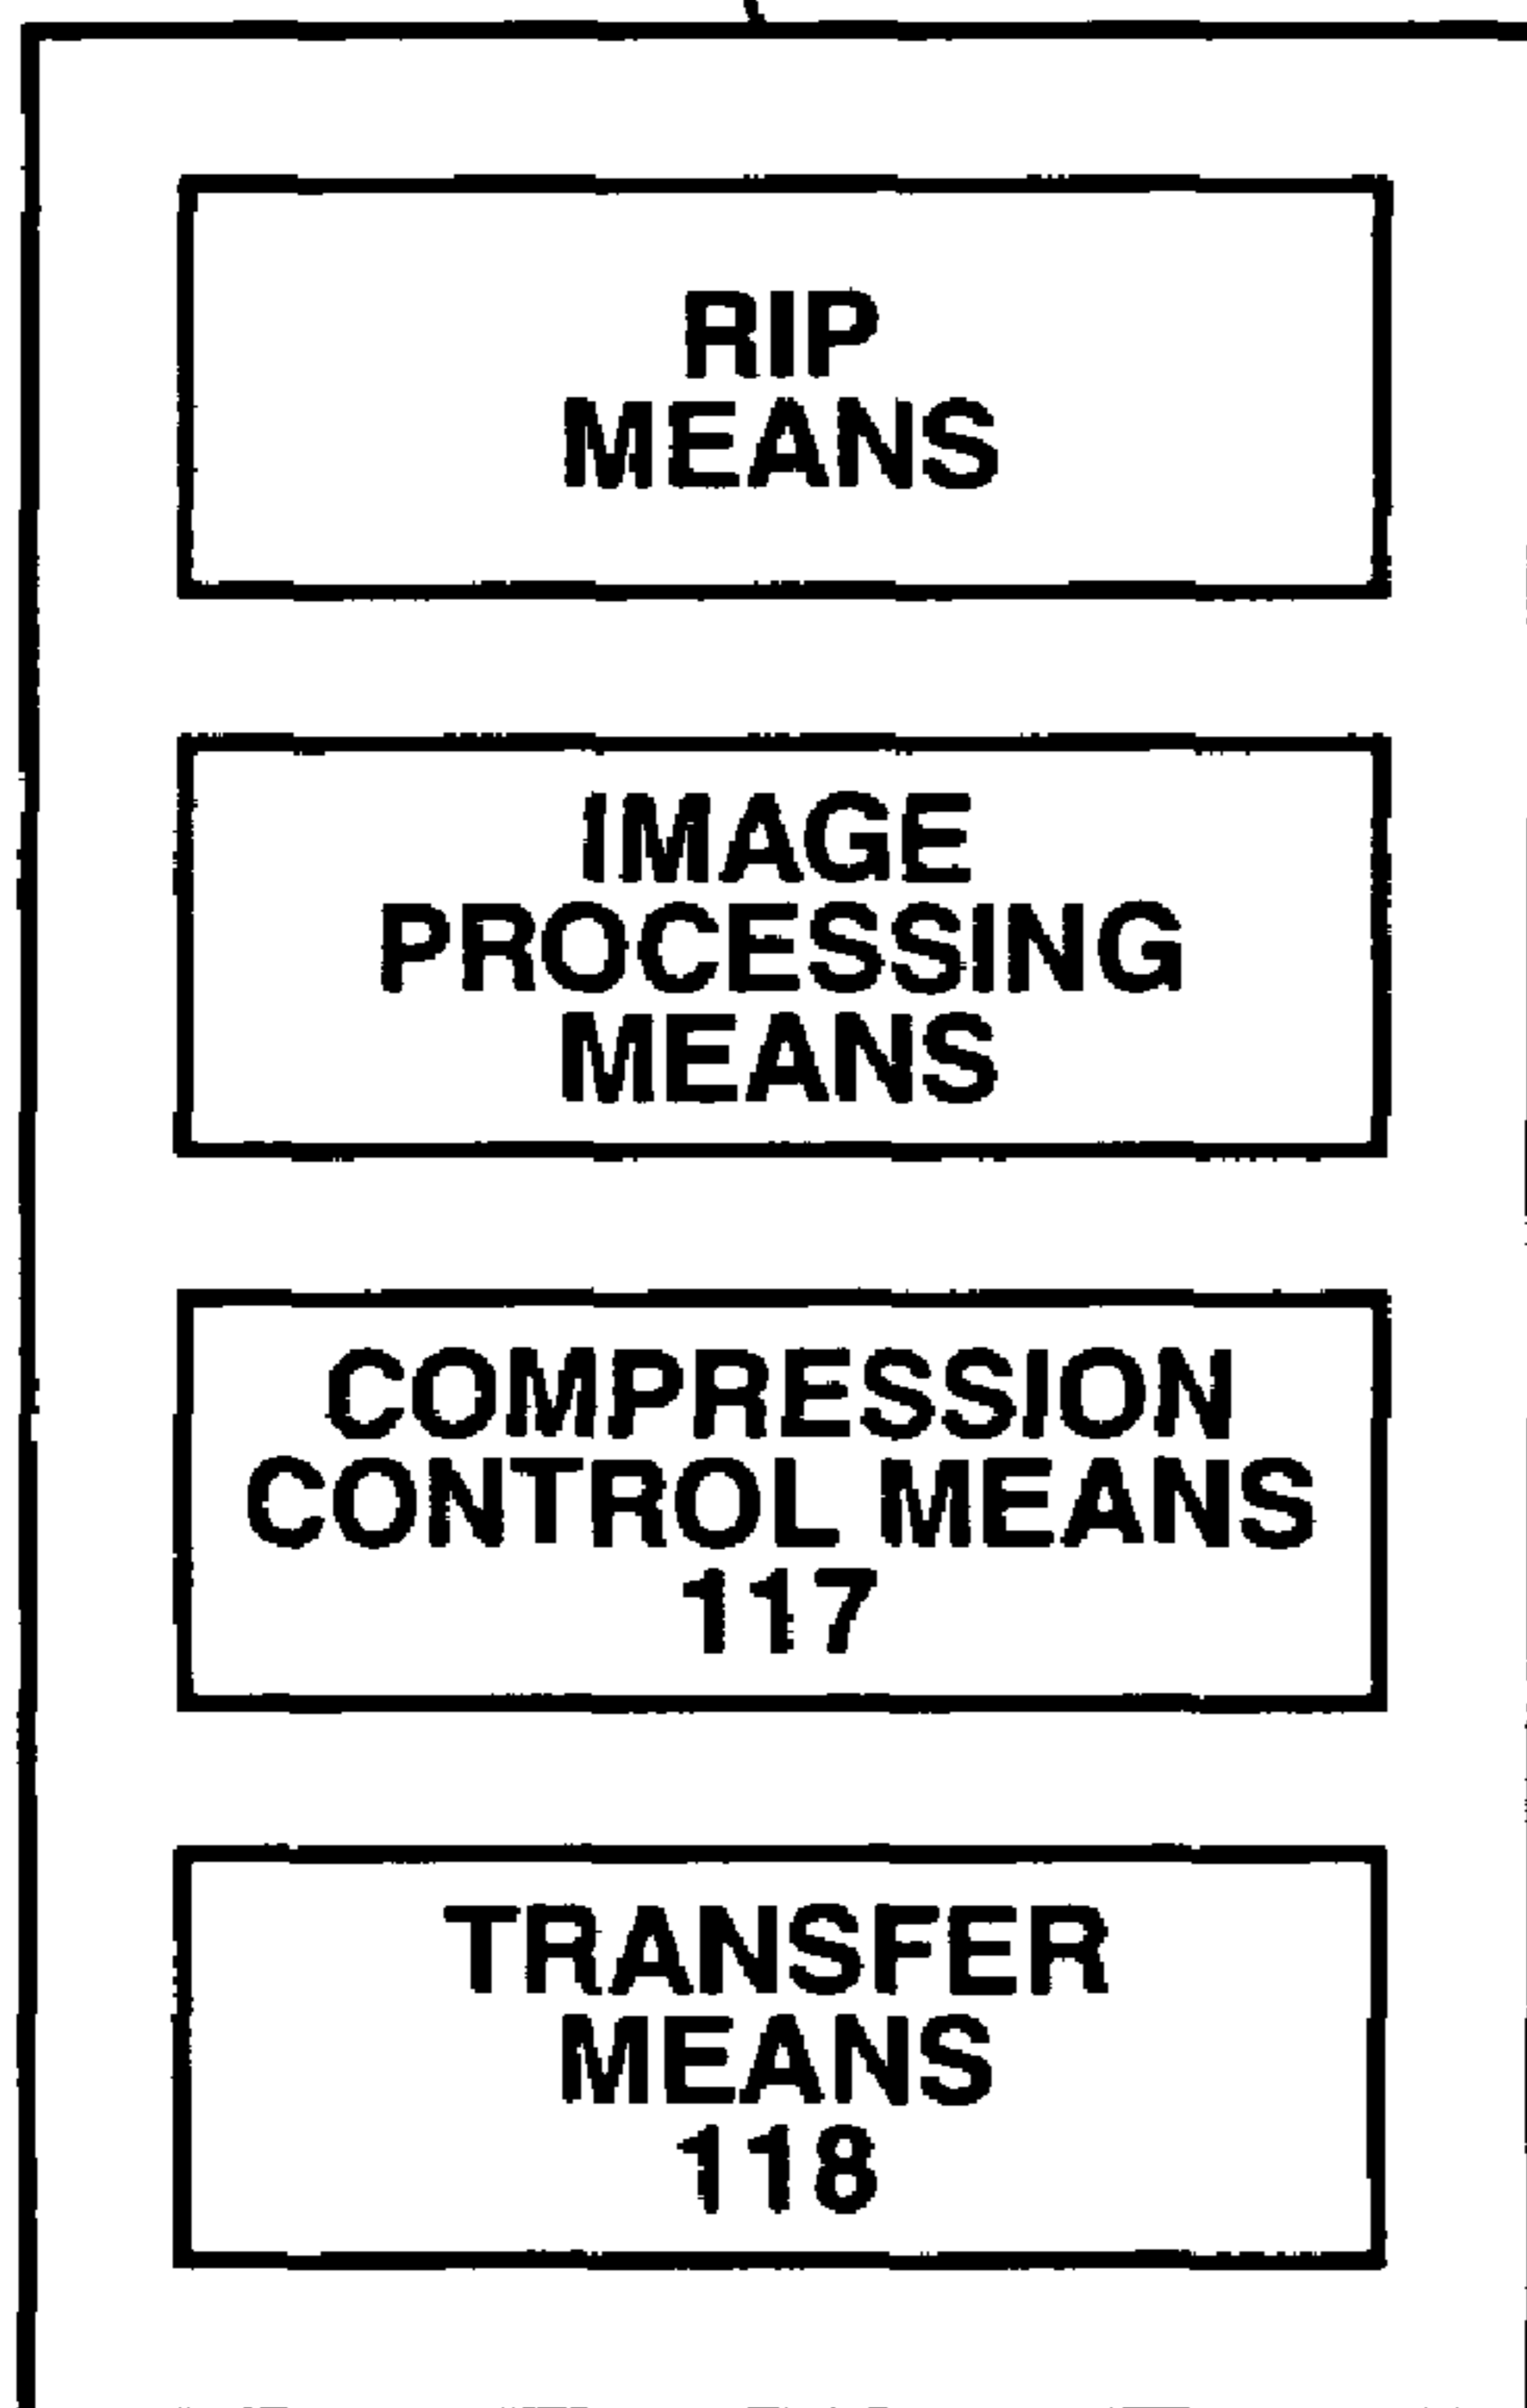 RIP
MEANS
IMAGE
PROCESSING
MEANS
COMPRESSION
CONTROL MEANS
117
TRANSFER
MEANS
118